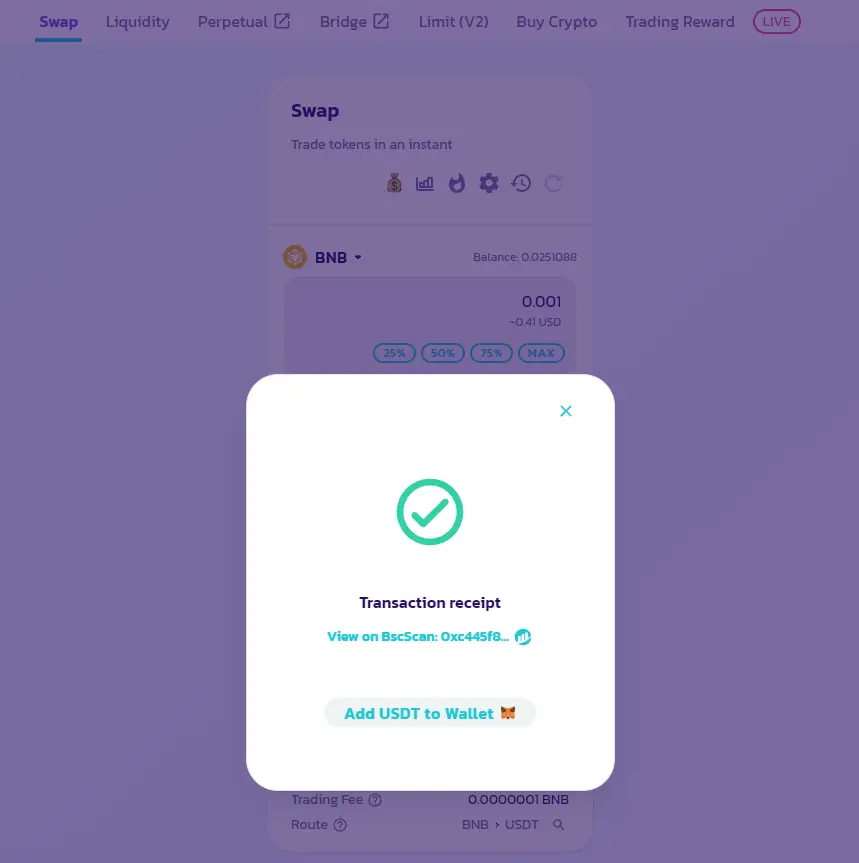 Swap Liquidity Perpetual Bridge Limit (V2) Buy Crypto Trading Reward LIVE
Swap
Trade tokens in an instant
BNB Balance: 0.0251088
0.001
~0.41 USD
25% 50% 75% MAX
Transaction receipt
View on BscScan: 0xc445f8...
Add USDT to Wallet
Trading Fee 0.0000001 BNB
Route BNB > USDT